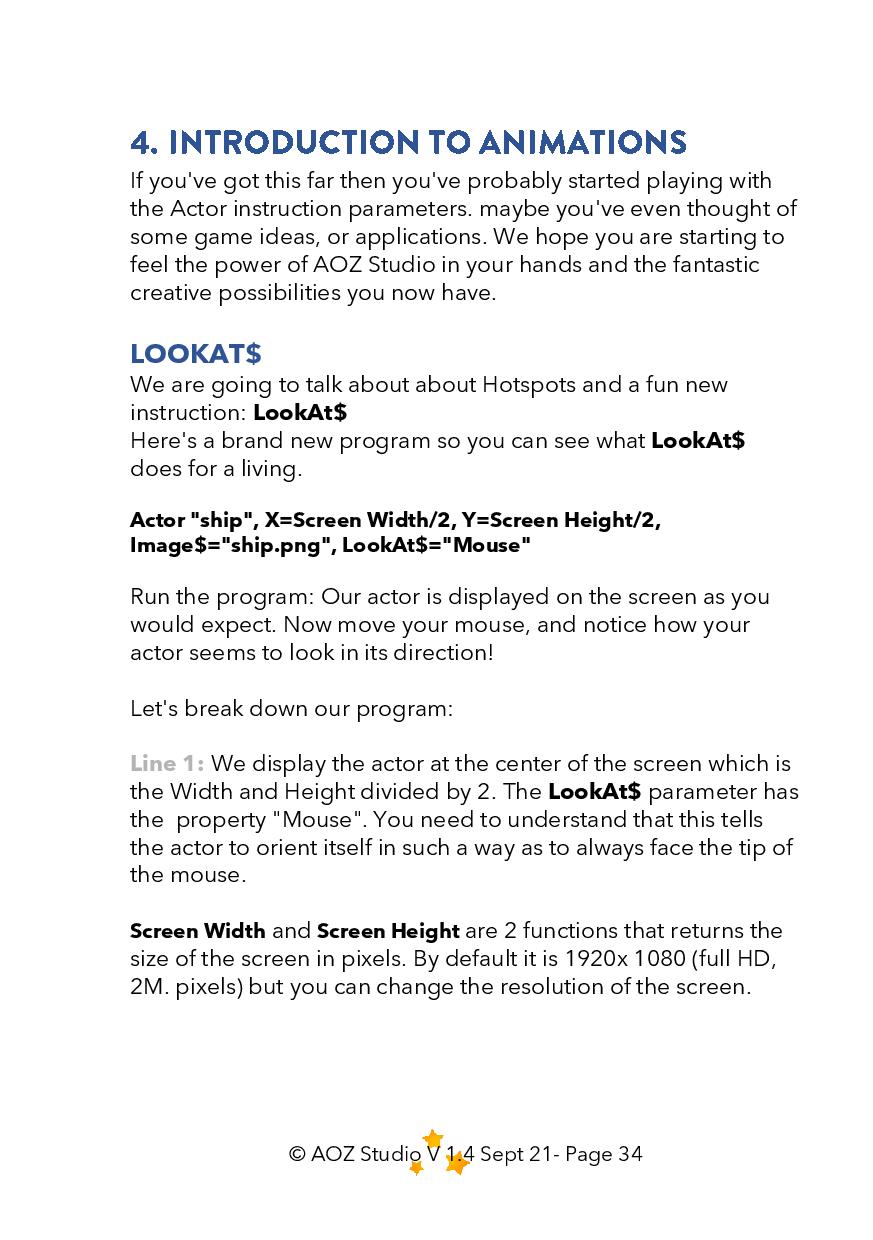 4. INTRODUCTION TO ANIMATIONS
If you've got this far then you've probably started playing with
the Actor instruction parameters. maybe you've even thought of
some game ideas, or applications. We hope you are starting to
feel the power of AOZ Studio in your hands and the fantastic
creative possibilities you now have.
LOOKAT$
We are going to talk about about Hotspots and a fun new
instruction: LookAt$
Here's a brand new program so you can see what LookAt$
does for a living.
Actor "ship", X=Screen Width/2, Y=Screen Height/2,
Image$="ship.png", LookAt$="Mouse"
Run the program: Our actor is displayed on the screen as you
would expect. Now move your mouse, and notice how your
actor seems to look in its direction!
Let's break down our program:
Line 1: We display the actor at the center of the screen which is
the Width and Height divided by 2. The LookAt$ parameter has
the  property "Mouse". You need to understand that this tells
the actor to orient itself in such a way as to always face the tip of
the mouse.
Screen Width and Screen Height are 2 functions that returns the
size of the screen in pixels. By default it is 1920x 1080 (full HD,
2M. pixels) but you can change the resolution of the screen.
© AOZ Studio V 1.4 Sept 21- Page 34